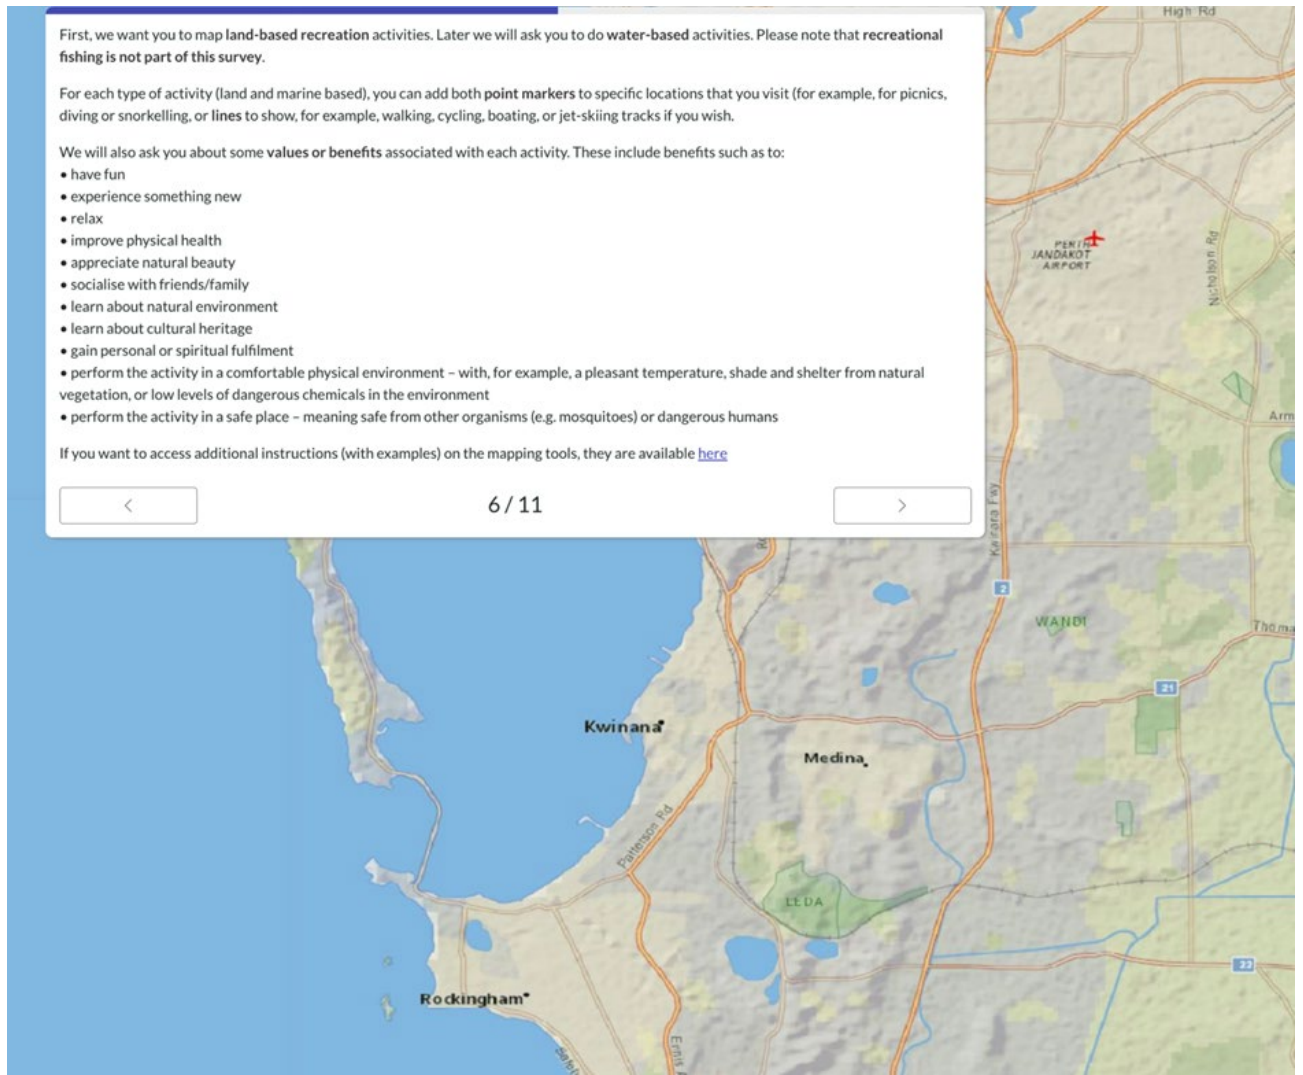 First, we want you to map land-based recreation activities. Later we will ask you to do water-based activities. Please note that recreational
fishing is not part of this survey.
For each type of activity (land and marine based), you can add both point markers to specific locations that you visit (for example, for picnics,
diving or snorkelling, or lines to show, for example, walking, cycling, boating, or jet-skiing tracks if you wish.
We will also ask you about some values or benefits associated with each activity. These include benefits such as to:
• have fun
• experience something new
• relax
• improve physical health
• appreciate natural beauty
• socialise with friends/family
• learn about natural environment
• learn about cultural heritage
• gain personal or spiritual fulfilment
• perform the activity in a comfortable physical environment – with, for example, a pleasant temperature, shade and shelter from natural
vegetation, or low levels of dangerous chemicals in the environment
• perform the activity in a safe place – meaning safe from other organisms (e.g. mosquitoes) or dangerous humans
If you want to access additional instructions (with examples) on the mapping tools, they are available here
< 6 / 11 >
High Rd
PERTH
JANDAKOT
AIRPORT
Nicholson Rd
Arm
Kwinana Fwy
2
WANDI
Thoma
21
Kwinana
Medina
Patterson Rd
LEDA
22
Rockingham
Ennis